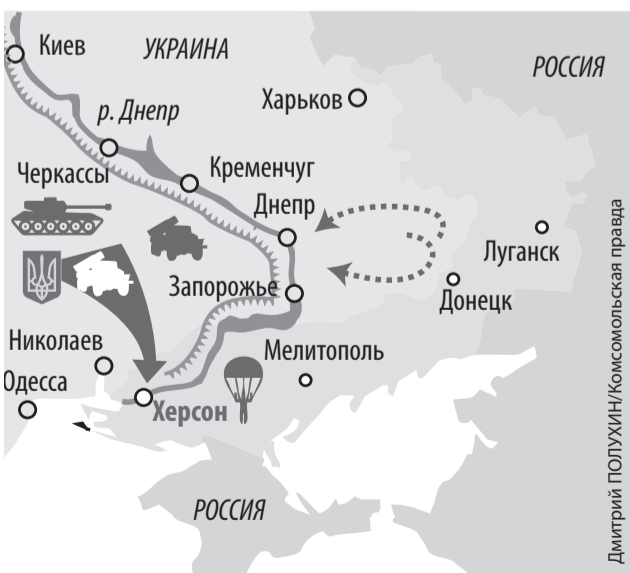 Киев
УКРАИНА
РОССИЯ
Харьков
р. Днепр
Черкассы
Кременчуг
Днепр
Луганск
Запорожье
Донецк
Николаев
Мелитополь
Одесса
Херсон
РОССИЯ
Дмитрий ПОЛУХИН/Комсомольская правда